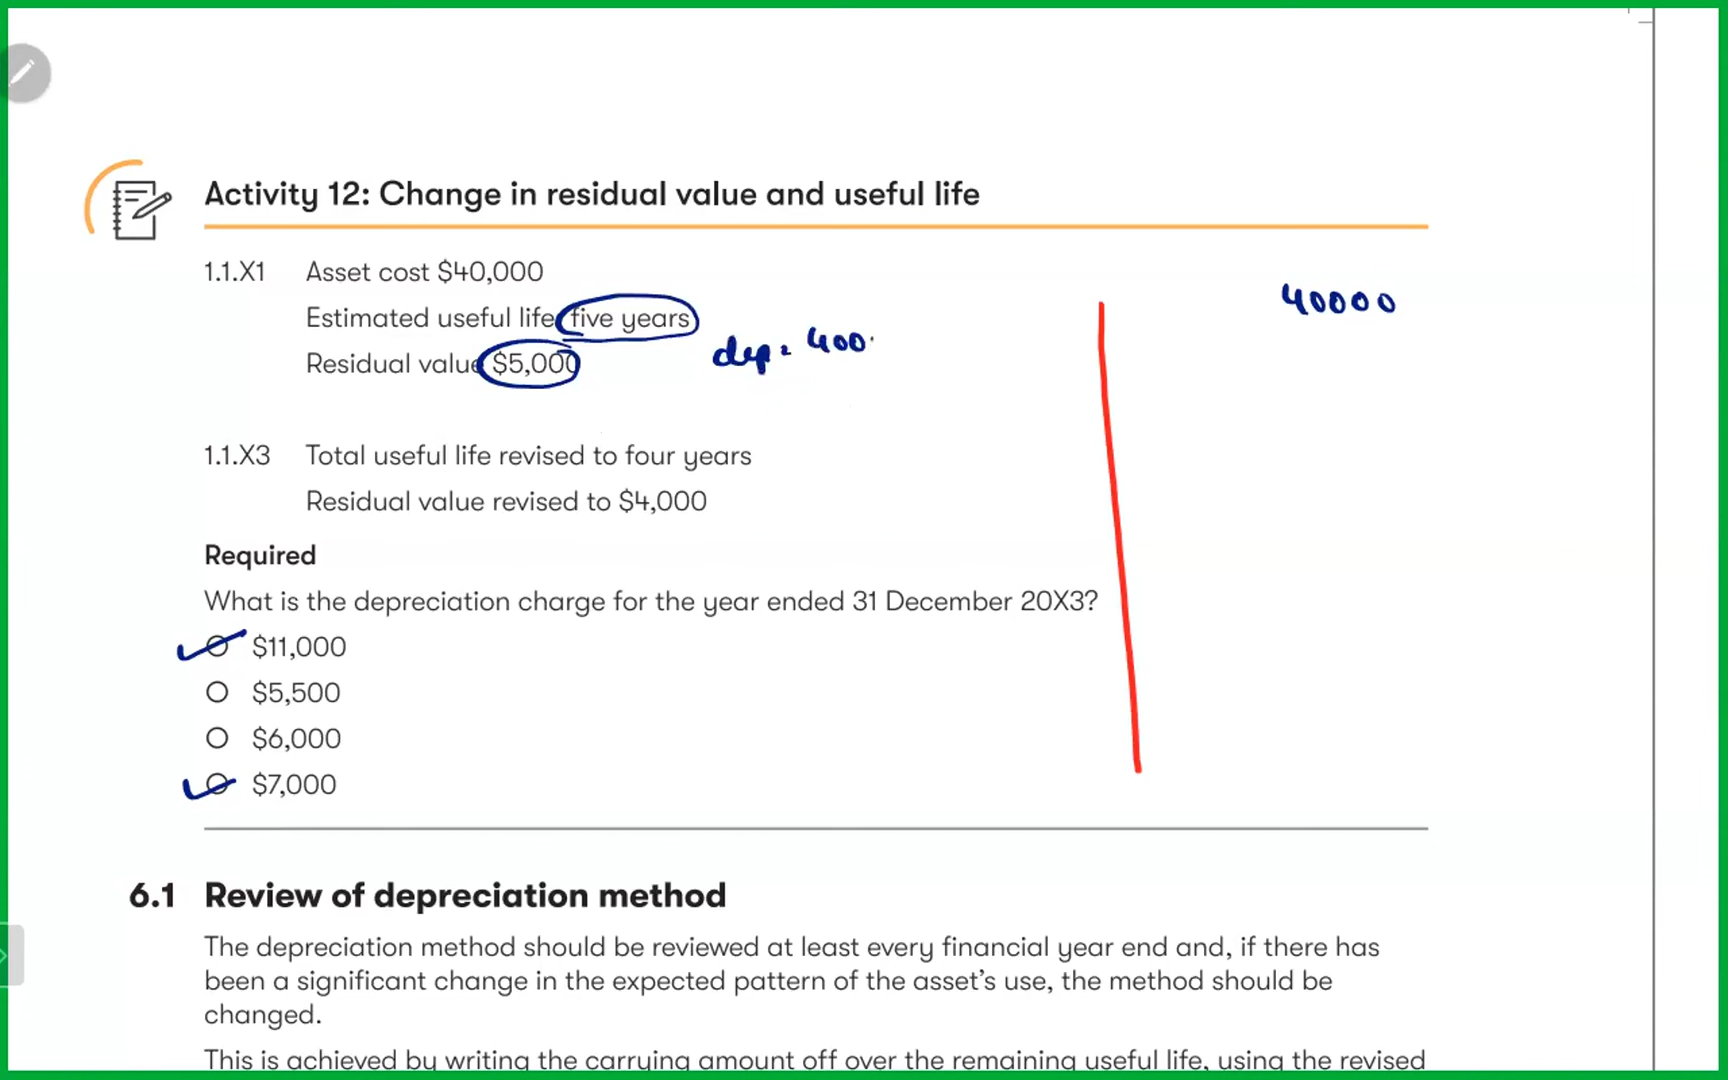 Activity 12: Change in residual value and useful life
1.1.X1 Asset cost $40,000
40000
Estimated useful life five years
dep = 400
Residual value $5,000
1.1.X3 Total useful life revised to four years
Residual value revised to $4,000
Required
What is the depreciation charge for the year ended 31 December 20X3?
$11,000
$5,500
$6,000
$7,000
6.1 Review of depreciation method
The depreciation method should be reviewed at least every financial year end and, if there has
been a significant change in the expected pattern of the asset's use, the method should be
changed.
This is achieved by writing the carrying amount off over the remaining useful life, using the revised